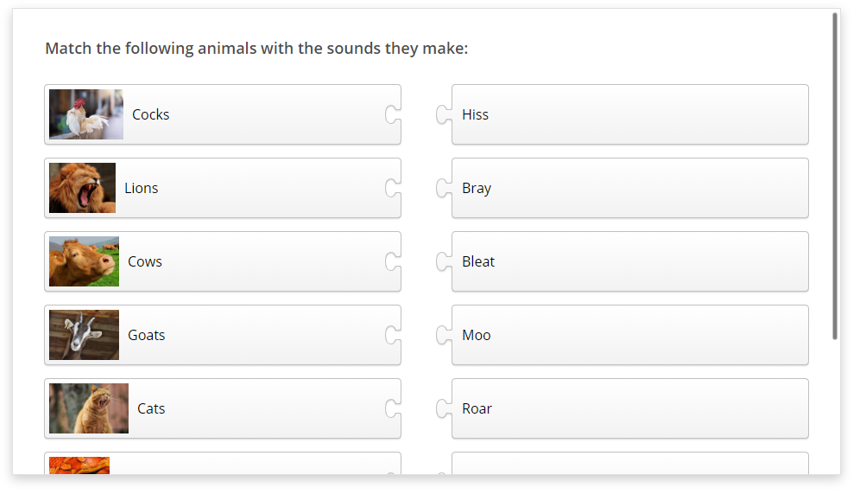 Match the following animals with the sounds they make:
Cocks
Hiss
Lions
Bray
Cows
Bleat
Goats
Moo
Cats
Roar